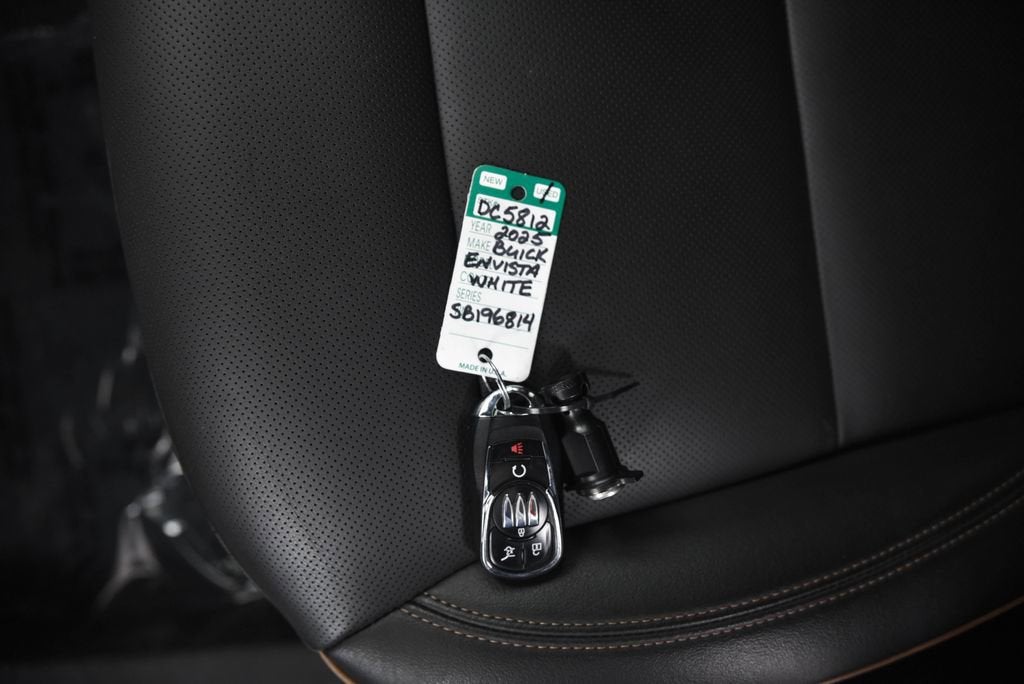 NEW USED
DC5812
YEAR 2025
MAKE BUICK
ENVISTA
WHITE
SERIES
SB196814
MADE IN U.S.A.